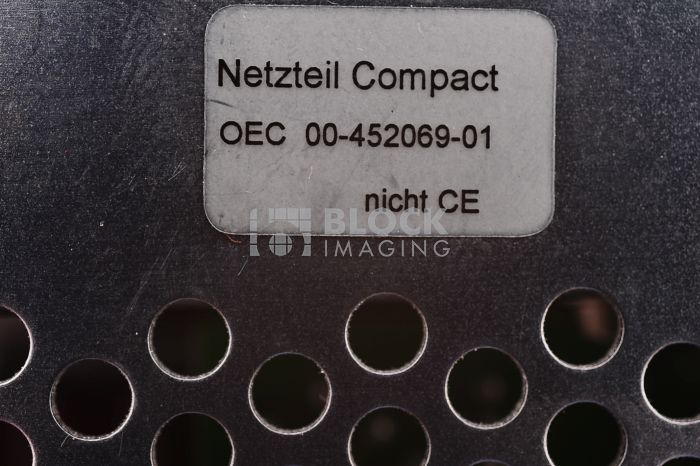 Netzteil Compact
OEC 00-452069-01
nicht CE
BLOCK
IMAGING